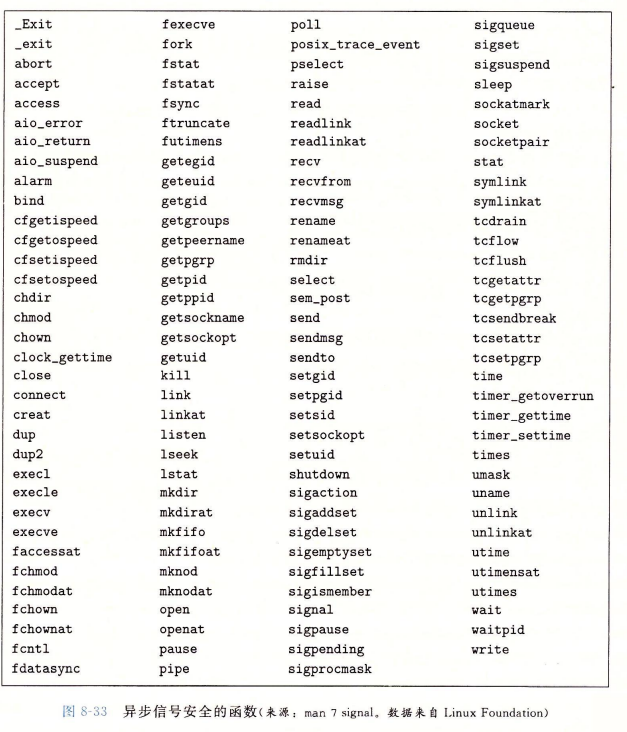 _Exit fexecve poll sigqueue
_exit fork posix_trace_event sigset
abort fstat pselect sigsuspend
accept fstatat raise sleep
access fsync read sockatmark
aio_error ftruncate readlink socket
aio_return futimens readlinkat socketpair
aio_suspend getegid recv stat
alarm geteuid recvfrom symlink
bind getgid recvmsg symlinkat
cfgetispeed getgroups rename tcdrain
cfgetospeed getpeername renameat tcflow
cfsetispeed getpgrp rmdir tcflush
cfsetospeed getpid select tcgetattr
chdir getppid sem_post tcgetpgrp
chmod getsockname send tcsendbreak
chown getsockopt sendmsg tcsetattr
clock_gettime getuid sendto tcsetpgrp
close kill setgid time
connect link setpgid timer_getoverrun
creat linkat setsid timer_gettime
dup listen setsockopt timer_settime
dup2 lseek setuid times
execl lstat shutdown umask
execle mkdir sigaction uname
execv mkdirat sigaddset unlink
execve mkfifo sigdelset unlinkat
faccessat mkfifoat sigemptyset utime
fchmod mknod sigfillset utimensat
fchmodat mknodat sigismember utimes
fchown open signal wait
fchownat openat sigpause waitpid
fcntl pause sigpending write
fdatasync pipe sigprocmask
图 8-33 异步信号安全的函数(来源：man 7 signal。数据来自 Linux Foundation)